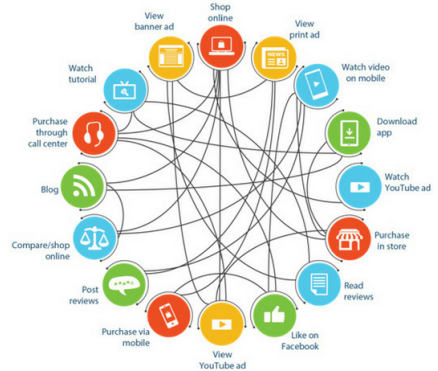 Shop
online
View
print ad
NEWS
Watch video
on mobile
Download
app
Watch
YouTube ad
Purchase
in store
Read
reviews
Like on
Facebook
View
YouTube ad
Purchase via
mobile
Post
reviews
Compare/shop
online
Blog
Purchase
through
call center
Watch
tutorial
View
banner ad